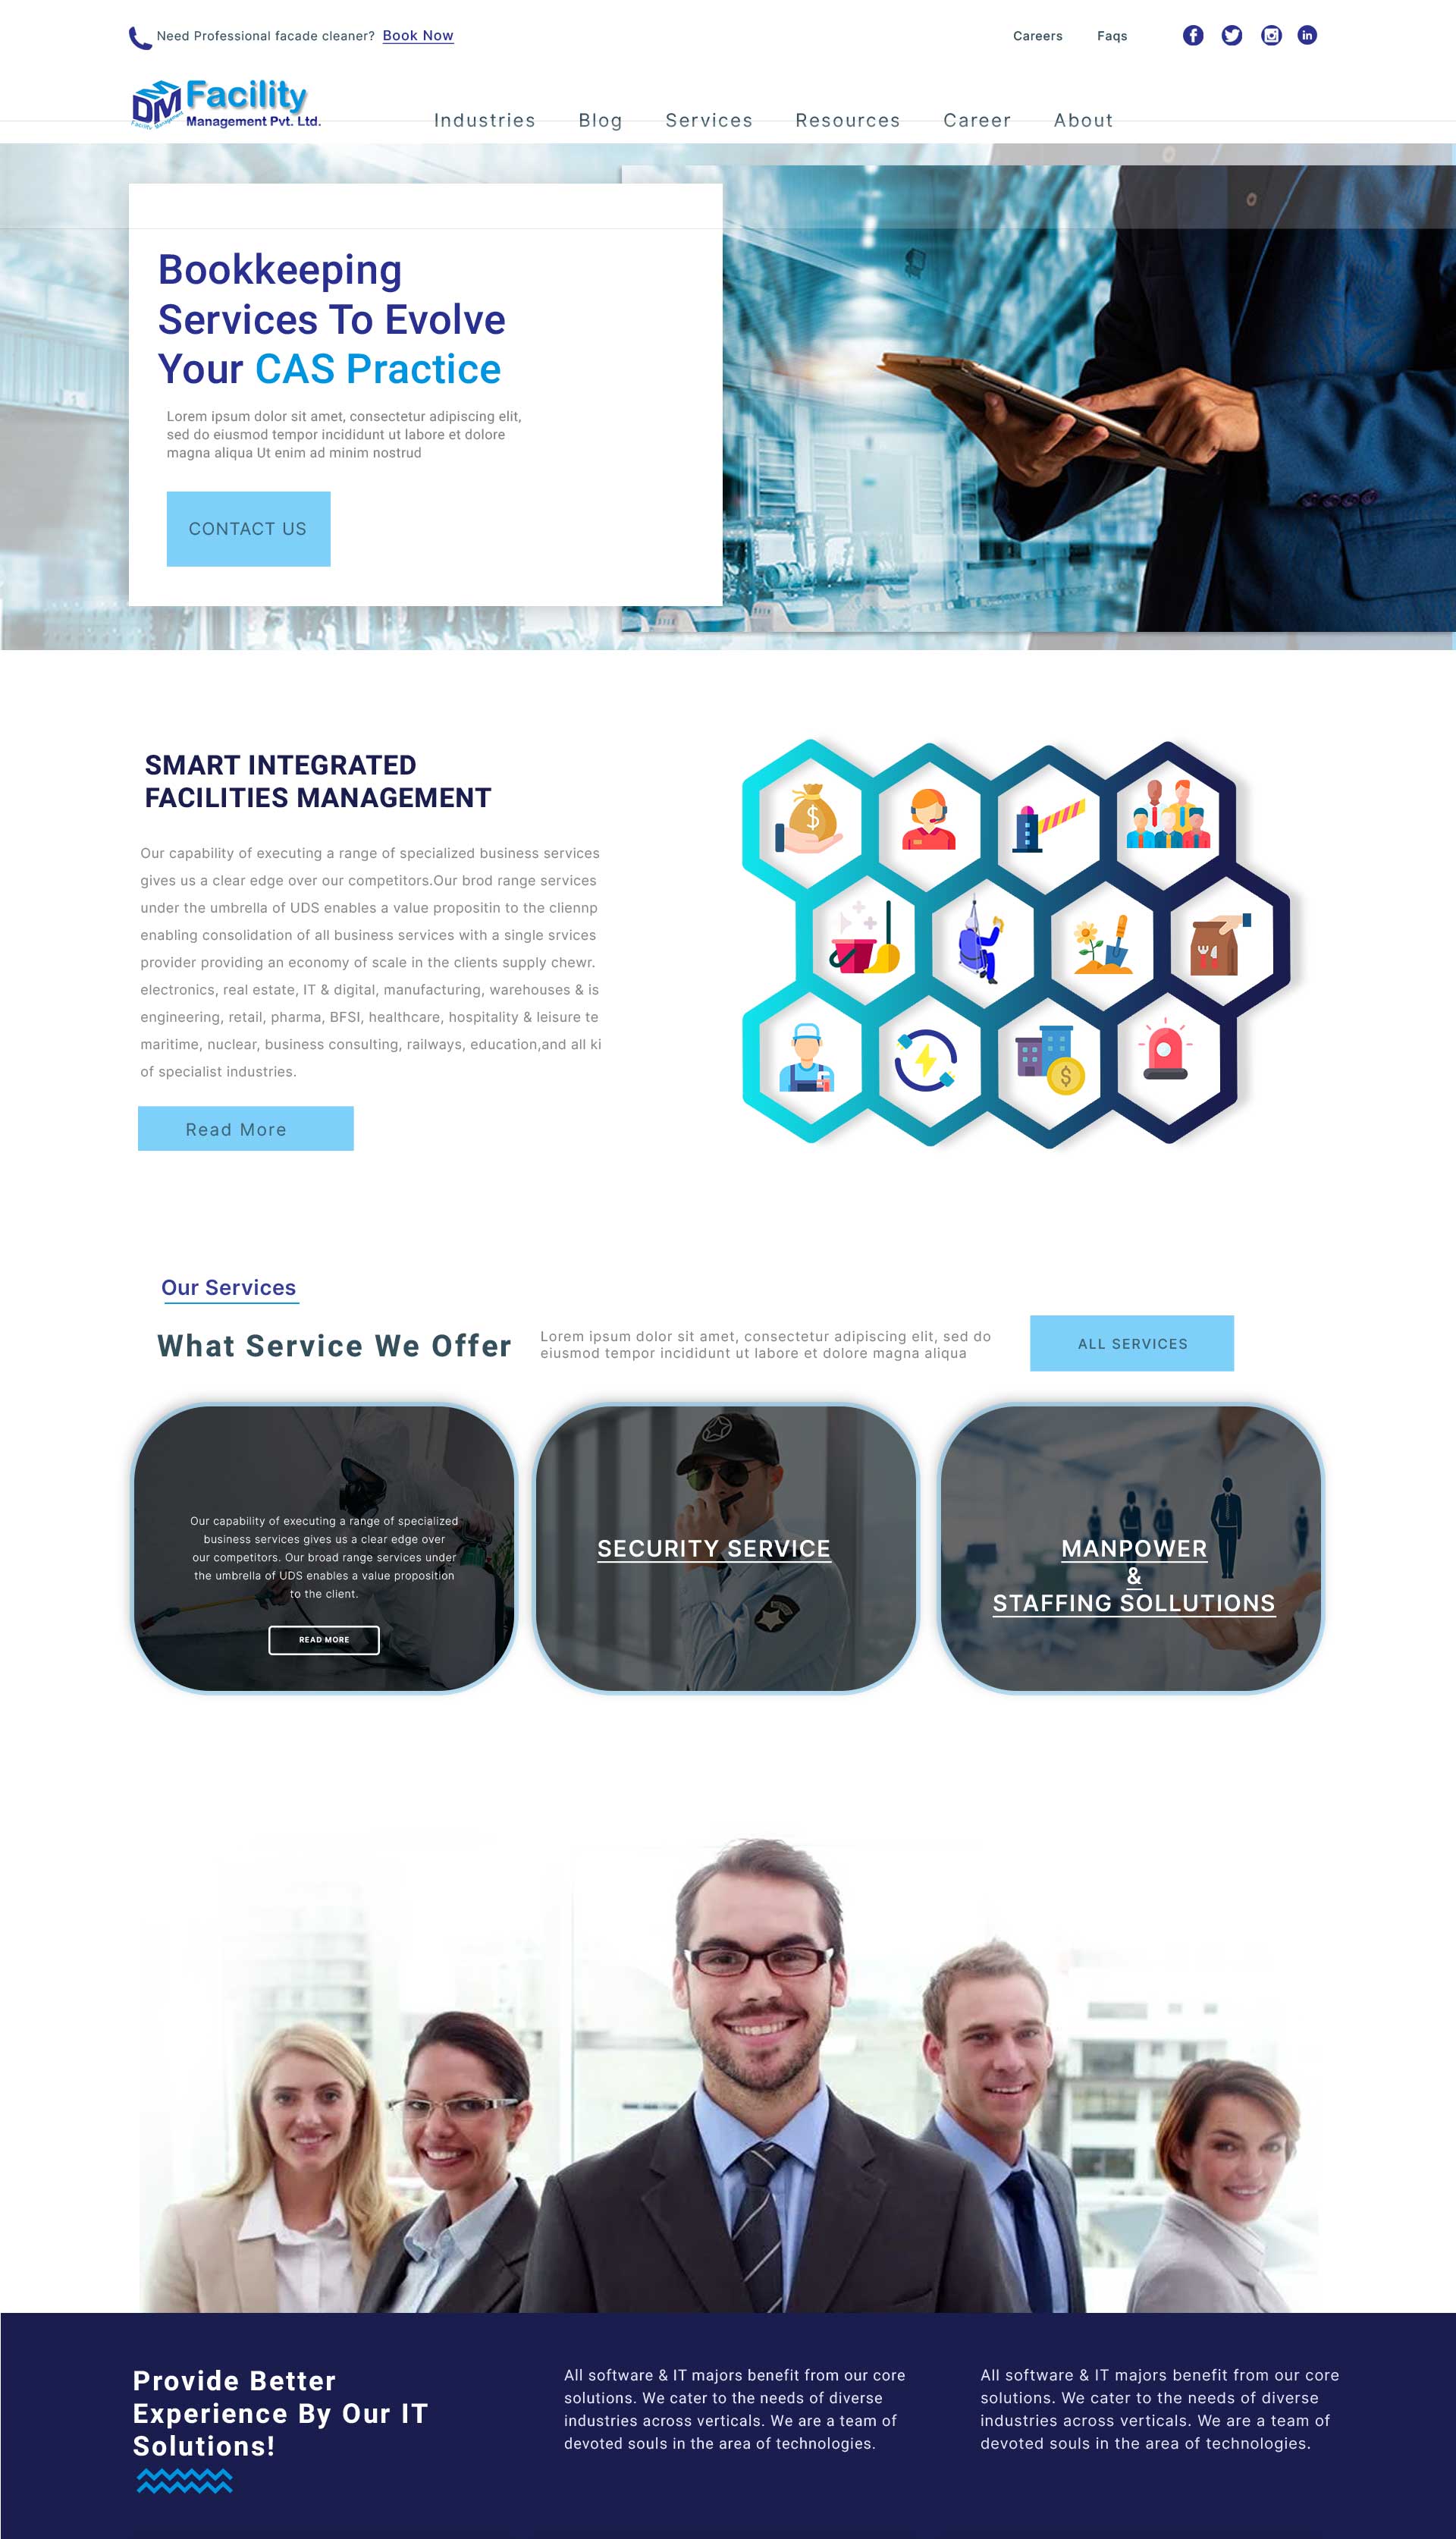 Need Professional facade cleaner? Book Now
Careers Faqs
DM Facility
Management Pvt. Ltd.
Facility Management
Industries Blog Services Resources Career About
Bookkeeping
Services To Evolve
Your CAS Practice
Lorem ipsum dolor sit amet, consectetur adipiscing elit,
sed do eiusmod tempor incididunt ut labore et dolore
magna aliqua Ut enim ad minim nostrud
CONTACT US
SMART INTEGRATED
FACILITIES MANAGEMENT
Our capability of executing a range of specialized business services
gives us a clear edge over our competitors.Our brod range services
under the umbrella of UDS enables a value propositin to the cliennp
enabling consolidation of all business services with a single srvices
provider providing an economy of scale in the clients supply chewr.
electronics, real estate, IT & digital, manufacturing, warehouses & is
engineering, retail, pharma, BFSI, healthcare, hospitality & leisure te
maritime, nuclear, business consulting, railways, education,and all ki
of specialist industries.
Read More
Our Services
What Service We Offer
Lorem ipsum dolor sit amet, consectetur adipiscing elit, sed do
eiusmod tempor incididunt ut labore et dolore magna aliqua
ALL SERVICES
Our capability of executing a range of specialized
business services gives us a clear edge over
our competitors. Our broad range services under
the umbrella of UDS enables a value proposition
to the client.
READ MORE
SECURITY SERVICE
MANPOWER
&
STAFFING SOLLUTIONS
Provide Better
Experience By Our IT
Solutions!
All software & IT majors benefit from our core
solutions. We cater to the needs of diverse
industries across verticals. We are a team of
devoted souls in the area of technologies.
All software & IT majors benefit from our core
solutions. We cater to the needs of diverse
industries across verticals. We are a team of
devoted souls in the area of technologies.